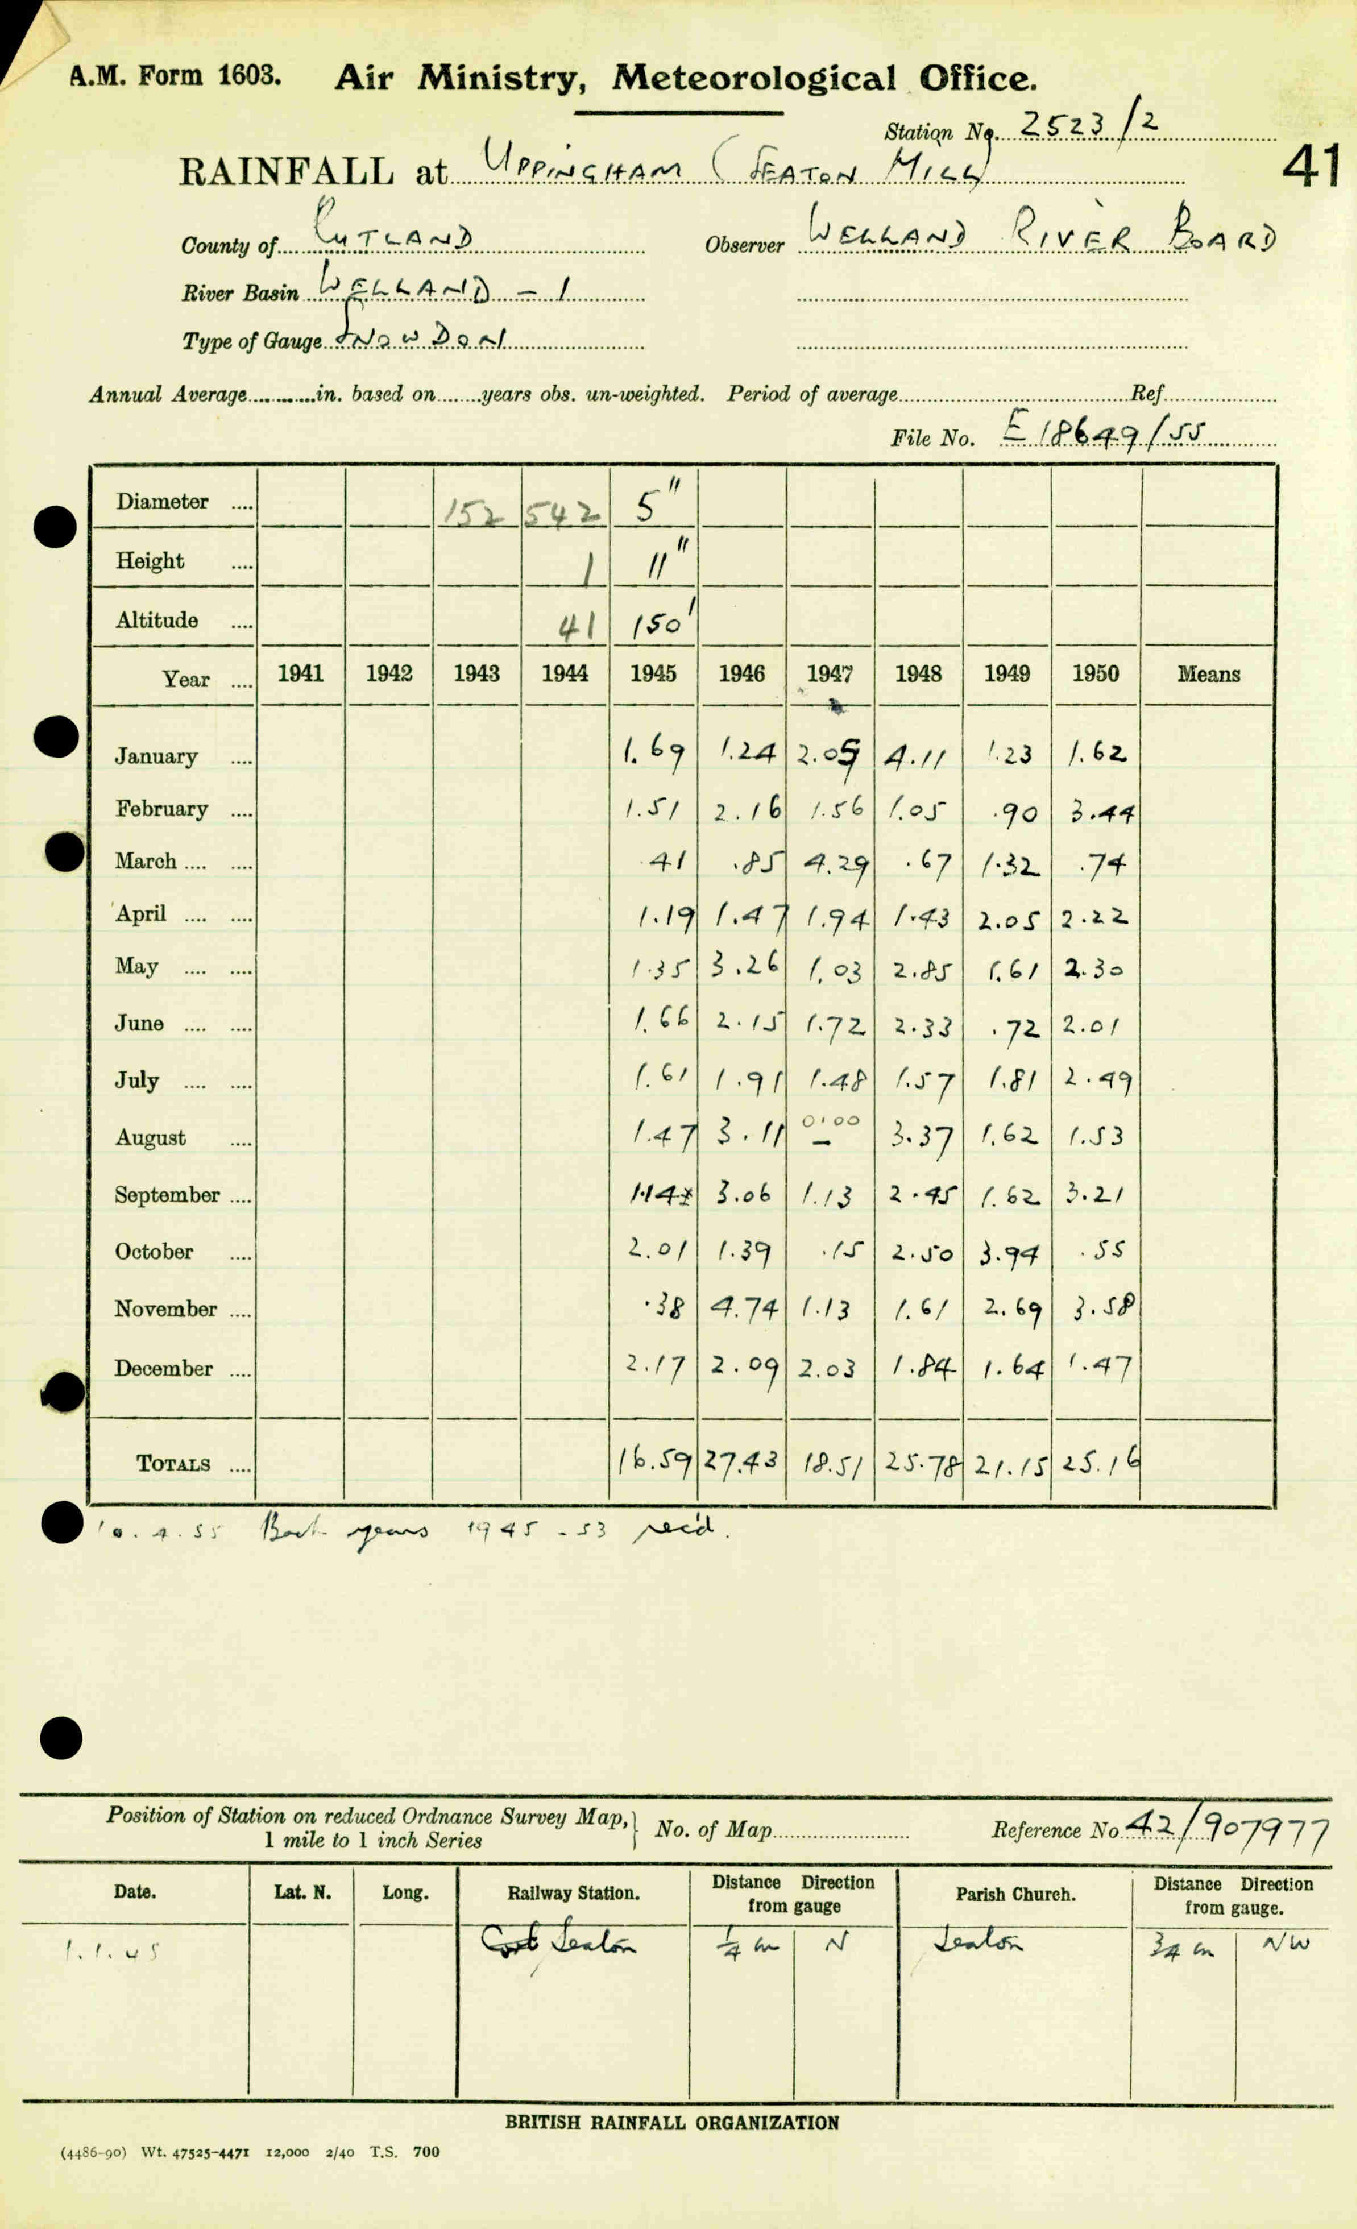 A.M. Form 1603. Air Ministry, Meteorological Office.
Station No. 2523/2
RAINFALL at UPPINGHAM (SEATON MILL)
41
County of RUTLAND Observer WELLAND RIVER BOARD
River Basin WELLAND - 1
Type of Gauge SNOWDON
Annual Average............in. based on........years obs. un-weighted. Period of average........Ref........
File No. E18649/55
Diameter .... 152 542 5"
Height .... 1 11"
Altitude .... 41 150'
Year .... 1941 1942 1943 1944 1945 1946 1947 1948 1949 1950 Means
January .... 1.69 1.24 2.05 4.11 1.23 1.62
February .... 1.51 2.16 1.56 1.05 .90 3.44
March .... .... .41 .85 4.29 .67 1.32 .74
April .... .... 1.19 1.47 1.94 1.43 2.05 2.22
May .... .... 1.35 3.26 1.03 2.85 1.61 2.30
June .... .... 1.66 2.15 1.72 2.33 .72 2.01
July .... .... 1.61 1.91 1.48 1.57 1.81 2.49
August .... 1.47 3.11 0.00 – 3.37 1.62 1.53
September .... 1.14 3.06 1.13 2.45 1.62 3.21
October .... 2.01 1.39 .15 2.50 3.94 .55
November .... .38 4.74 1.13 1.61 2.69 3.58
December .... 2.17 2.09 2.03 1.84 1.64 1.47
TOTALS .... 16.59 27.43 18.51 25.78 21.15 25.16
10.4.55 Back years 1945-53 rec'd.
Position of Station on reduced Ordnance Survey Map, 1 mile to 1 inch Series } No. of Map........ Reference No 42/907977
Date. Lat. N. Long. Railway Station. Distance Direction from gauge Parish Church. Distance Direction from gauge.
1.1.45 Seaton ¼ m N Seaton ¾ m NW
BRITISH RAINFALL ORGANIZATION
(4486-90) Wt. 47525-4471 12,000 2/40 T.S. 700